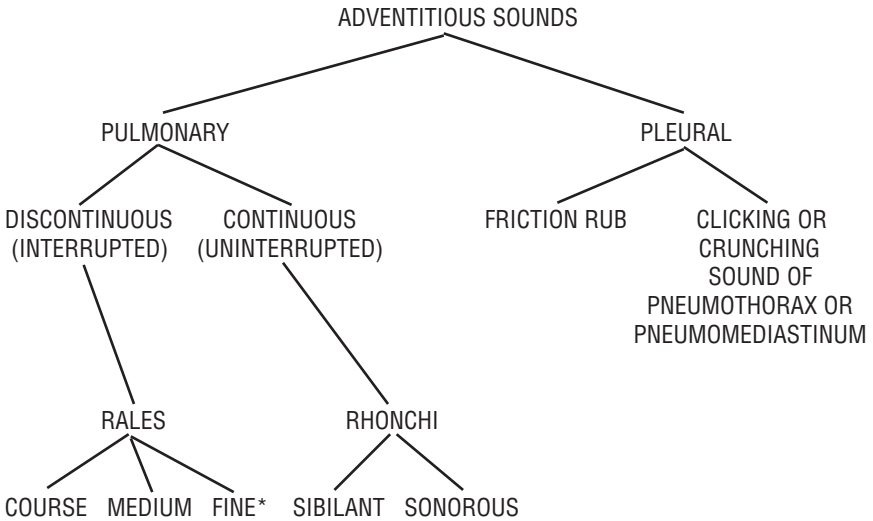 ADVENTITIOUS SOUNDS
PULMONARY
PLEURAL
DISCONTINUOUS
(INTERRUPTED)
CONTINUOUS
(UNINTERRUPTED)
FRICTION RUB
CLICKING OR
CRUNCHING
SOUND OF
PNEUMOTHORAX OR
PNEUMOMEDIASTINUM
RALES
RHONCHI
COURSE
MEDIUM
FINE*
SIBILANT
SONOROUS